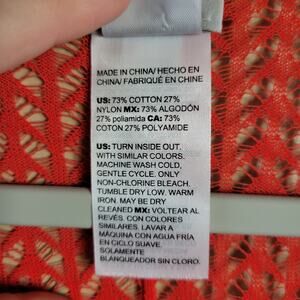 MADE IN CHINA/ HECHO EN
CHINA/ FABRIQUÉ EN CHINE
US: 73% COTTON 27%
NYLON MX: 73% ALGODÓN
27% poliamida CA: 73%
COTON 27% POLYAMIDE
US: TURN INSIDE OUT.
WITH SIMILAR COLORS.
MACHINE WASH COLD,
GENTLE CYCLE. ONLY
NON-CHLORINE BLEACH.
TUMBLE DRY LOW. WARM
IRON. MAY BE DRY
CLEANED MX: VOLTEAR AL
REVÉS. CON COLORES
SIMILARES. LAVAR A
MÁQUINA CON AGUA FRÍA
EN CICLO SUAVE.
SOLAMENTE
BLANQUEADOR SIN CLORO.